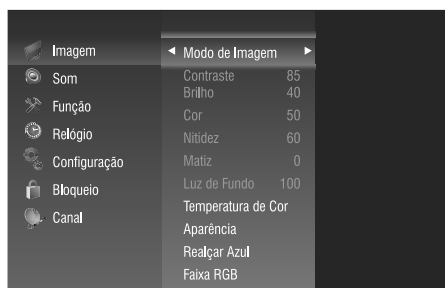 Imagem
Som
Função
Relógio
Configuração
Bloqueio
Canal
Modo de Imagem
Contraste 85
Brilho 40
Cor 50
Nitidez 60
Matiz 0
Luz de Fundo 100
Temperatura de Cor
Aparência
Realçar Azul
Faixa RGB